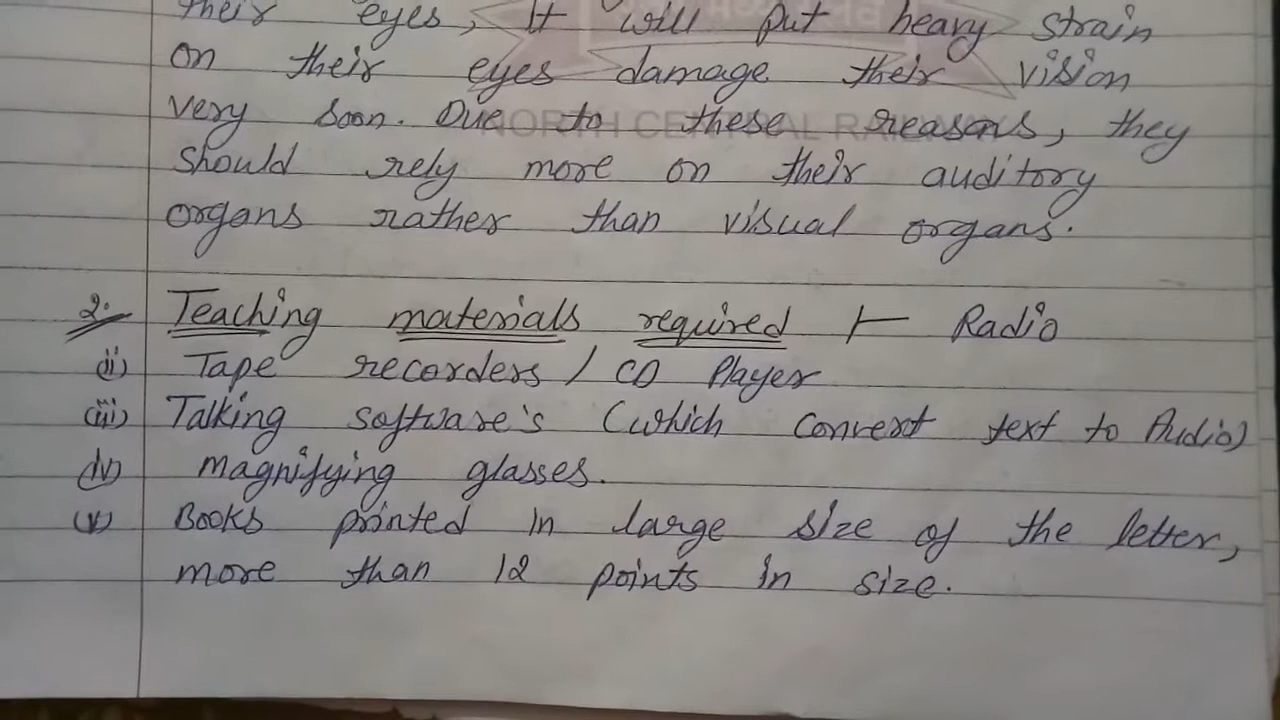 their eyes, It will put heavy strain
on their eyes damage their vision
very soon. Due to these reasons, they
should rely more on their auditory
organs rather than visual organs.
2. Teaching materials required :- Radio
(ii) Tape recorders / CD Player
(iii) Talking software's (which convert text to Audio)
(iv) magnifying glasses.
(v) Books printed in large size of the letter,
more than 12 points in size.
NORTH CENTRAL RAILWAY